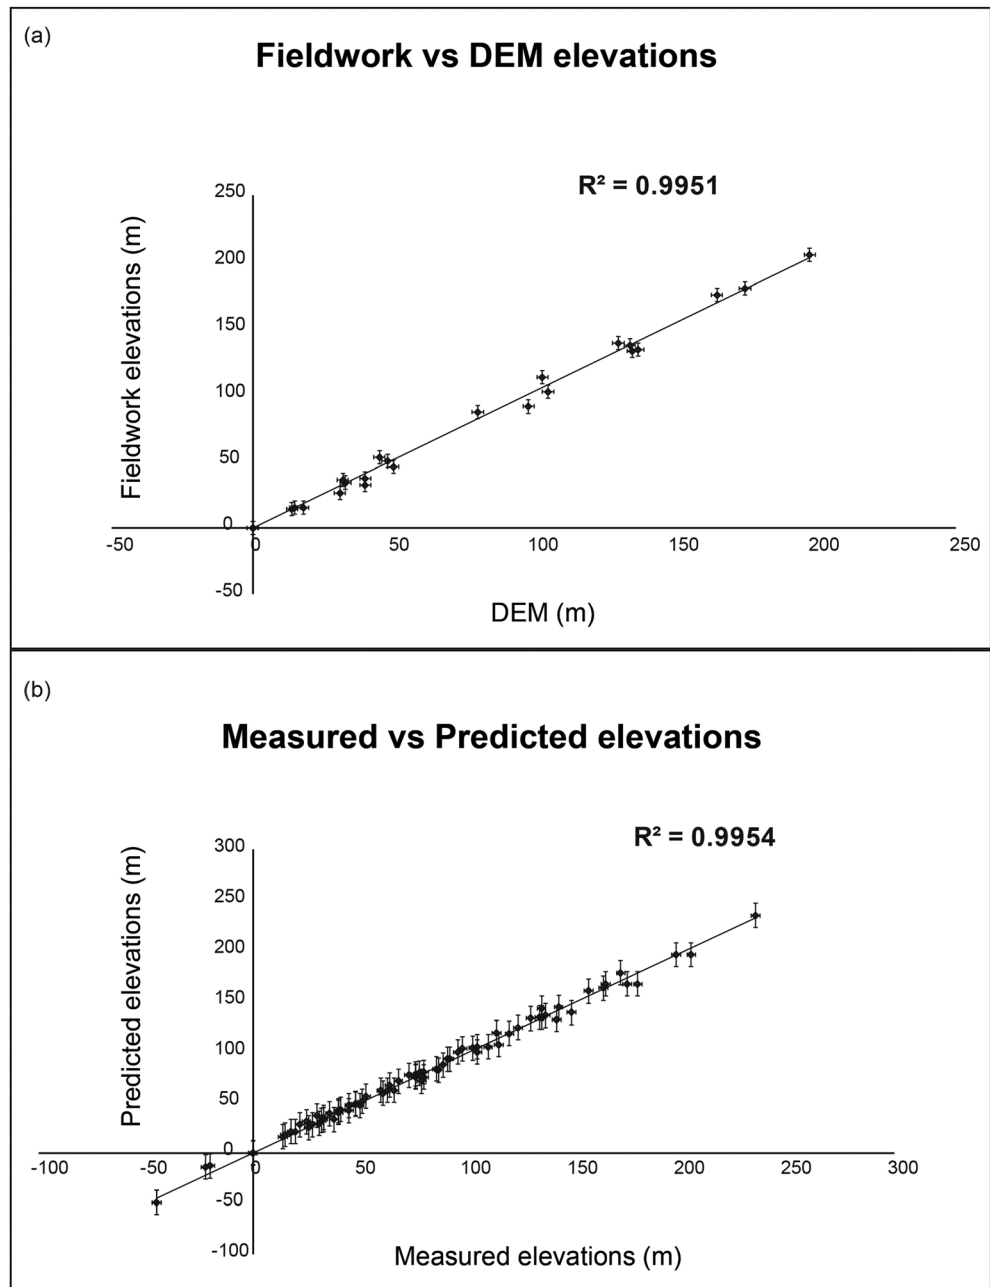 (a)
Fieldwork vs DEM elevations
R² = 0.9951
Fieldwork elevations (m)
250
200
150
100
50
0
-50
-50 0 50 100 150 200 250
DEM (m)
(b)
Measured vs Predicted elevations
R² = 0.9954
Predicted elevations (m)
300
250
200
150
100
50
0
-50
-100
-100 -50 0 50 100 150 200 250 300
Measured elevations (m)